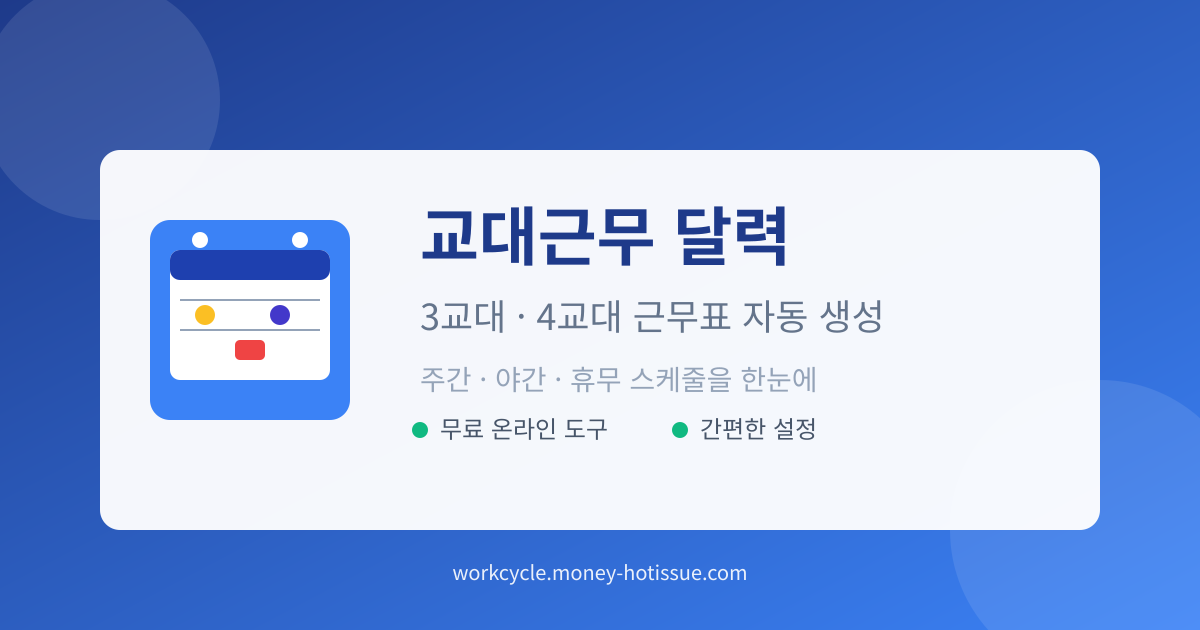 교대근무 달력
3교대 · 4교대 근무표 자동 생성
주간 · 야간 · 휴무 스케줄을 한눈에
무료 온라인 도구 간편한 설정
workcycle.money-hotissue.com